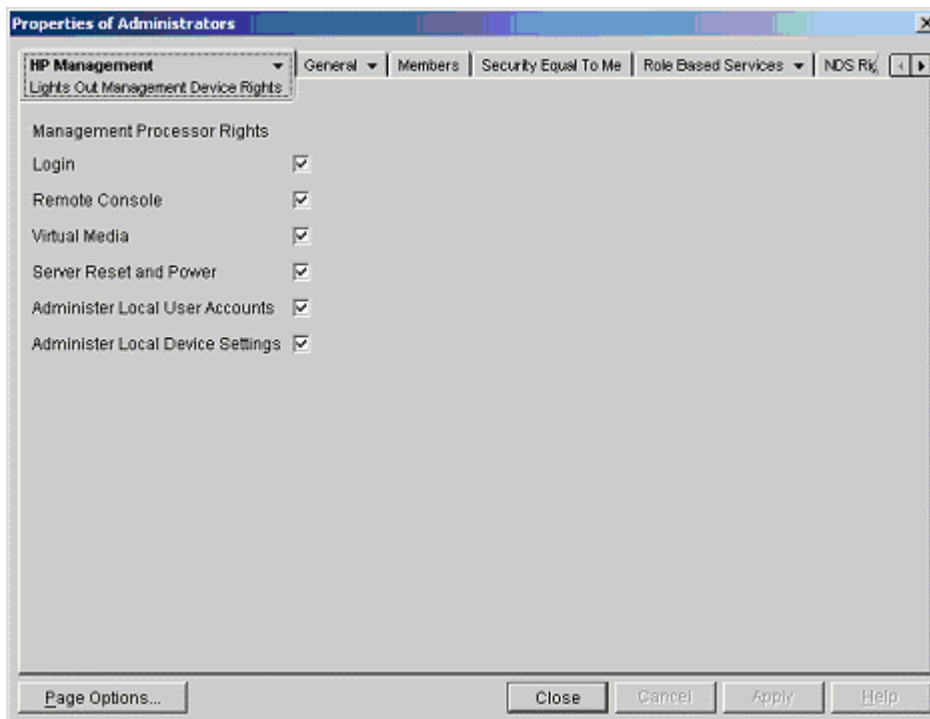 Properties of Administrators
HP Management
General
Members
Security Equal To Me
Role Based Services
NDS
Lights Out Management Device Rights
Management Processor Rights
Login
Remote Console
Virtual Media
Server Reset and Power
Administer Local User Accounts
Administer Local Device Settings
Page Options...
Close
Cancel
Apply
Help